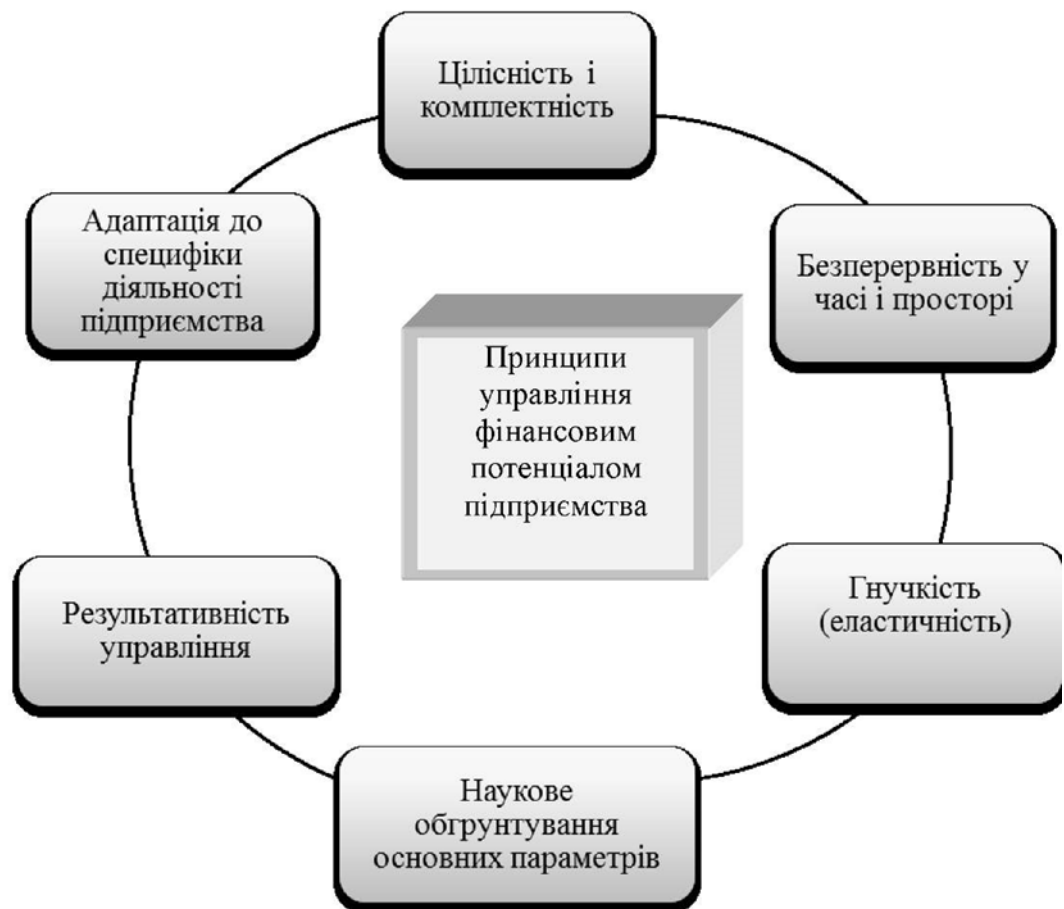 Цілісність і
комплектність
Адаптація до
специфіки
діяльності
підприємства
Безперервність у
часі і просторі
Принципи
управління
фінансовим
потенціалом
підприємства
Результативність
управління
Гнучкість
(еластичність)
Наукове
обгрунтування
основних параметрів